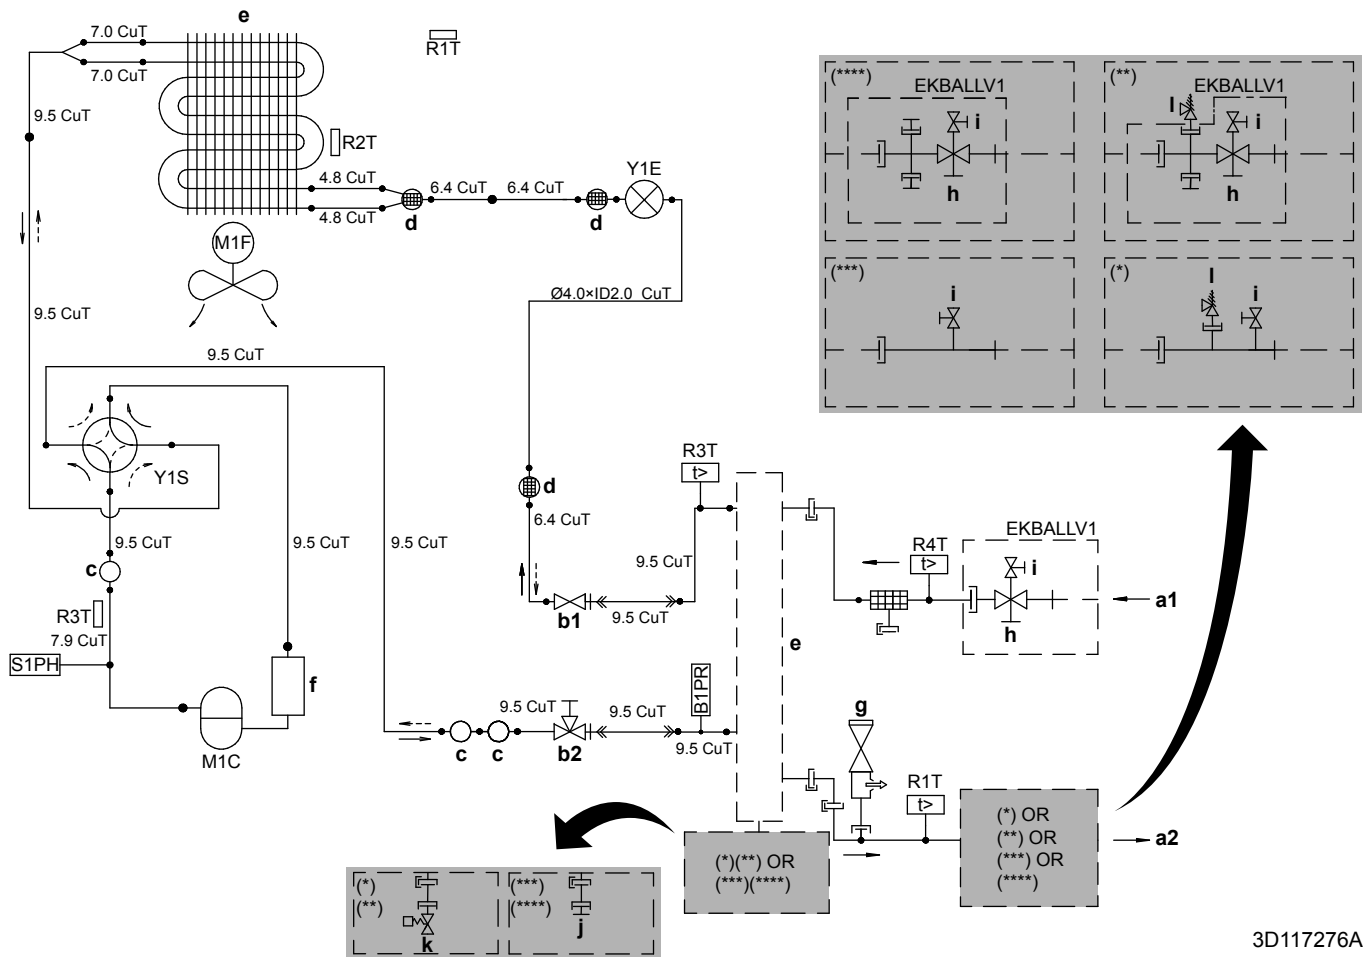 7.0 CuT
e
R1T
7.0 CuT
9.5 CuT
R2T
4.8 CuT
4.8 CuT
d
6.4 CuT
6.4 CuT
d
Y1E
M1F
Ø4.0×ID2.0 CuT
9.5 CuT
9.5 CuT
Y1S
9.5 CuT
9.5 CuT
9.5 CuT
c
R3T
7.9 CuT
S1PH
f
M1C
d
6.4 CuT
R3T
t>
9.5 CuT
b1
9.5 CuT
e
R4T
t>
EKBALLV1
i
h
a1
9.5 CuT
9.5 CuT
B1PR
c
c
b2
9.5 CuT
g
R1T
t>
(*) OR
(**) OR
(***) OR
(****)
a2
(*)(**) OR
(***)(****)
(*)
(**)
k
(***)
(****)
j
(****)
EKBALLV1
i
h
(**)
EKBALLV1
l
i
h
(***)
i
(*)
l
i
3D117276A